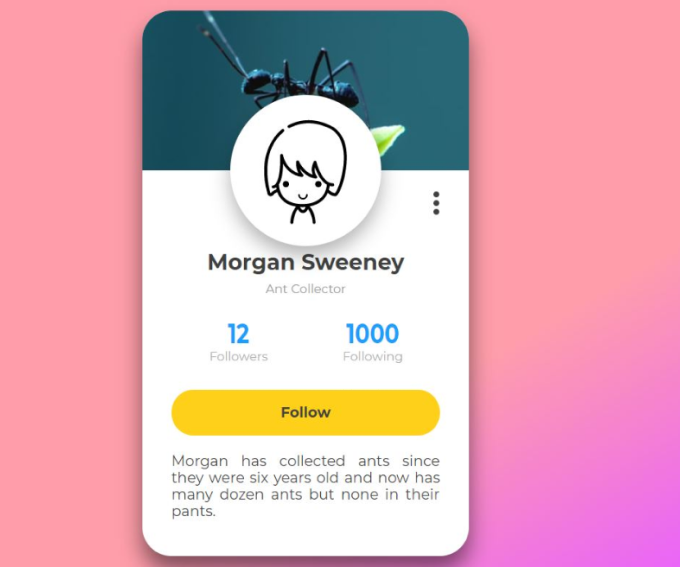 Morgan Sweeney
Ant Collector
12 1000
Followers Following
Follow
Morgan has collected ants since
they were six years old and now has
many dozen ants but none in their
pants.